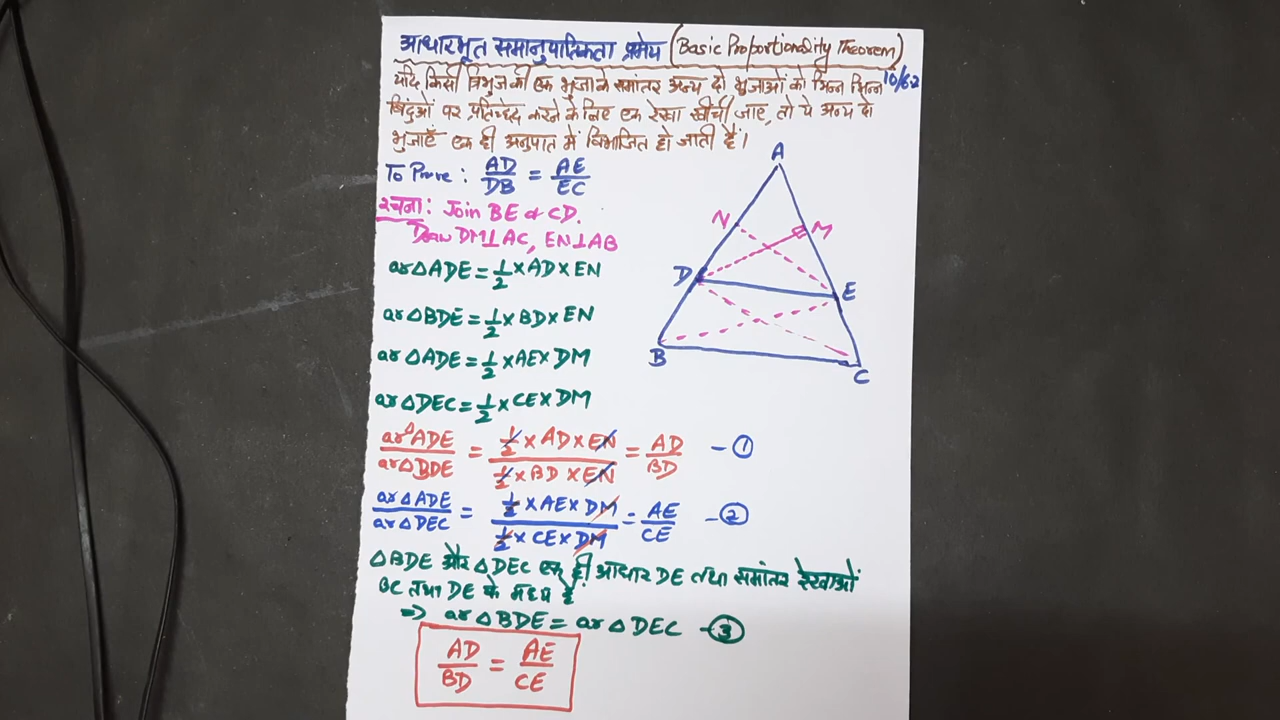 आधारभूत समानुपातिकता प्रमेय (Basic Proportionality Theorem)
यदि किसी त्रिभुज की एक भुजा के समांतर अन्य दो भुजाओं को भिन्न भिन्न 10/6.2
बिंदुओं पर प्रतिच्छेद करने के लिए एक रेखा खींची जाए, तो ये अन्य दो
भुजाएँ एक ही अनुपात में विभाजित हो जाती हैं।
To Prove: AD/DB = AE/EC
रचना: Join BE & CD.
Draw DM⊥AC, EN⊥AB
ar△ADE = 1/2 × AD × EN
ar△BDE = 1/2 × BD × EN
ar△ADE = 1/2 × AE × DM
ar△DEC = 1/2 × CE × DM
ar△ADE/ar△BDE = (1/2 × AD × EN)/(1/2 × BD × EN) = AD/BD - ①
ar△ADE/ar△DEC = (1/2 × AE × DM)/(1/2 × CE × DM) = AE/CE - ②
△BDE और △DEC एक ही आधार DE तथा समांतर रेखाओं
BC तथा DE के मध्य हैं
⇒ ar△BDE = ar△DEC - ③
AD/BD = AE/CE
A
N
M
D
E
B
C